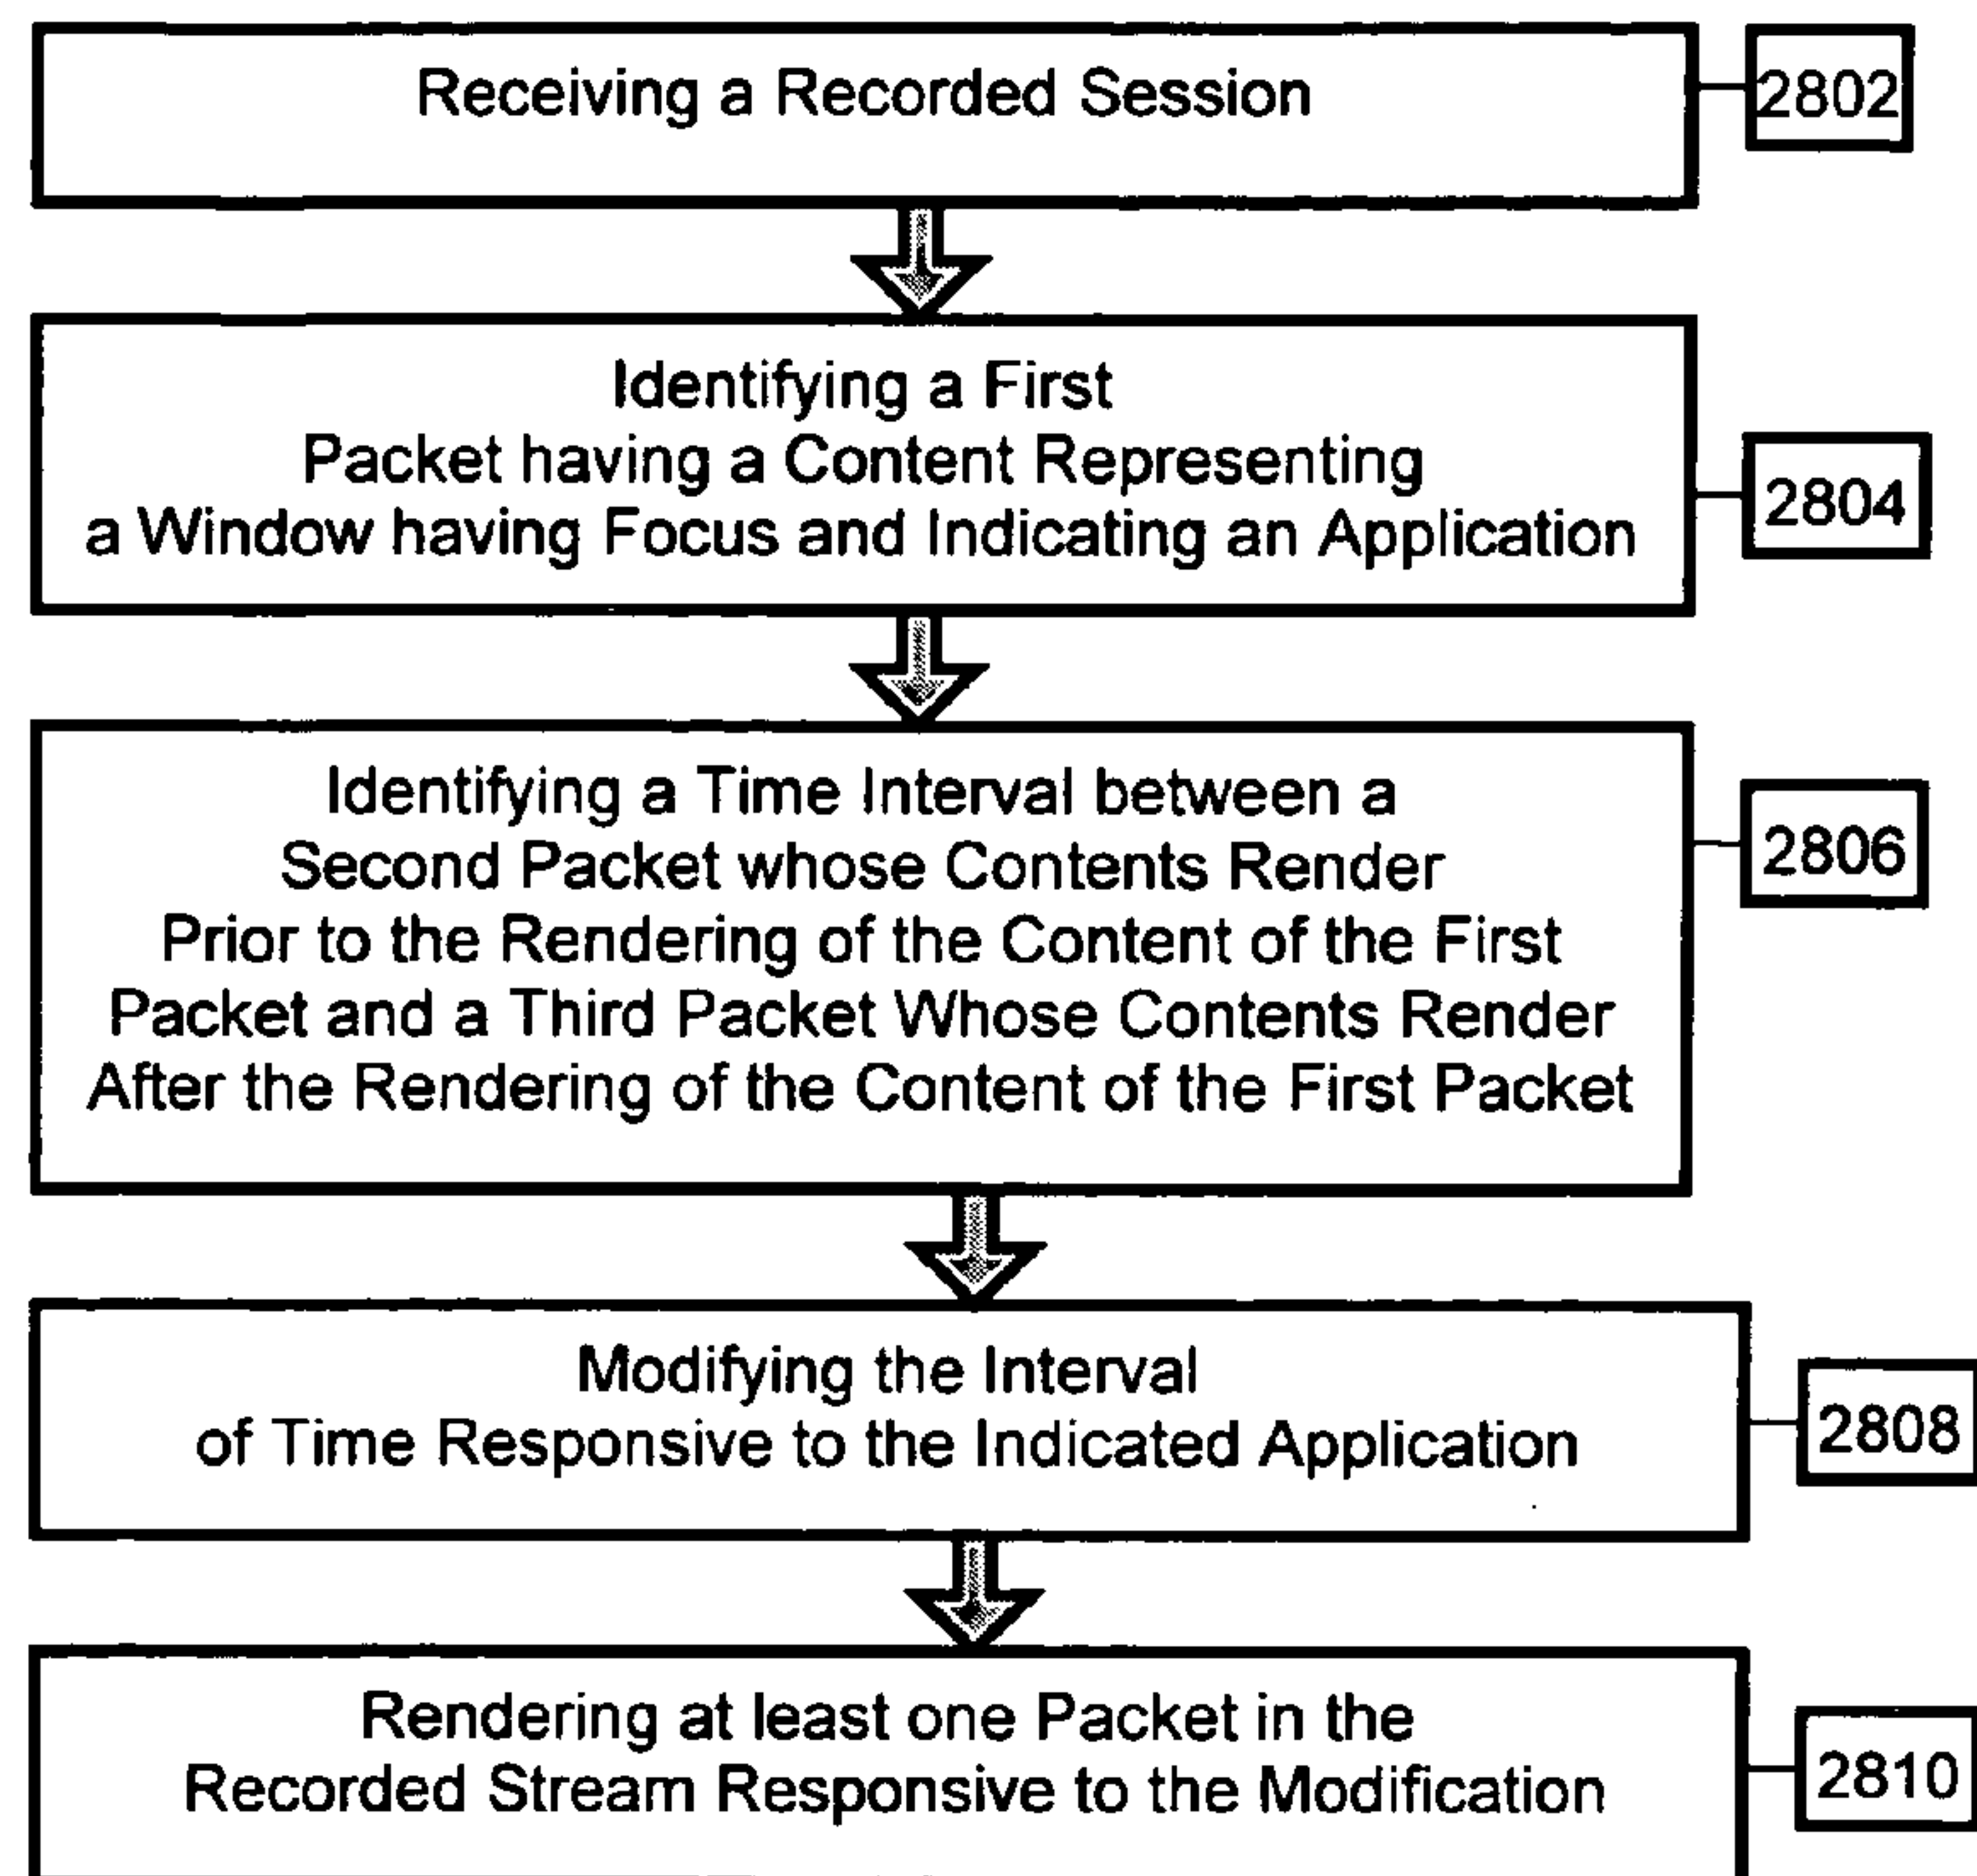 Receiving a Recorded Session
2802
Identifying a First
Packet having a Content Representing
a Window having Focus and Indicating an Application
2804
Identifying a Time Interval between a
Second Packet whose Contents Render
Prior to the Rendering of the Content of the First
Packet and a Third Packet Whose Contents Render
After the Rendering of the Content of the First Packet
2806
Modifying the Interval
of Time Responsive to the Indicated Application
2808
Rendering at least one Packet in the
Recorded Stream Responsive to the Modification
2810